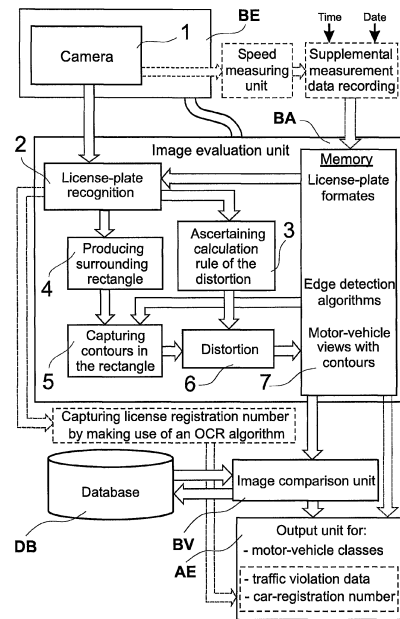 1
BE
Time
Date
Camera
Speed
measuring
unit
Supplemental
measurement
data recording
BA
Image evaluation unit
2
License-plate
recognition
Memory
License-plate
formates
4
Producing
surrounding
rectangle
Ascertaining
calculation
rule of the
distortion
3
Edge detection
algorithms
5
Capturing
contours in
the rectangle
Distortion
6
Motor-vehicle
views with
contours
7
Capturing license registration number
by making use of an OCR algorithm
Database
DB
Image comparison unit
BV
AE
Output unit for:
- motor-vehicle classes
- traffic violation data
- car-registration number